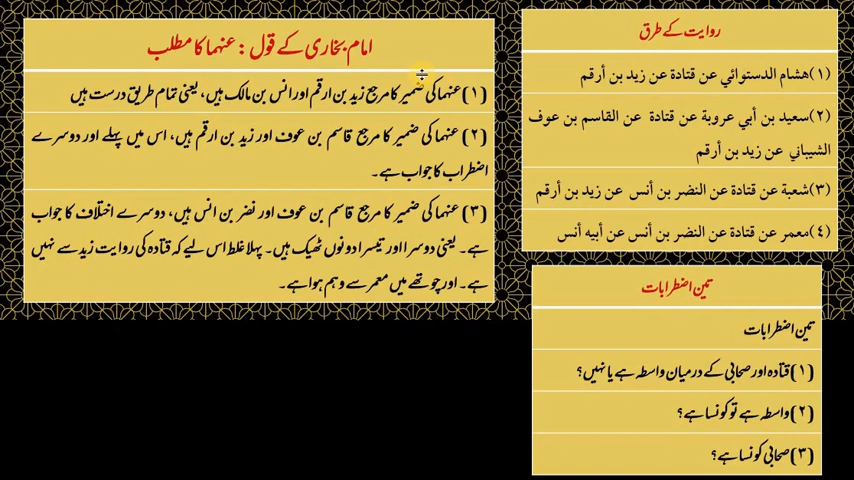 روایت کے طرق
(۱)هشام الدستوائي عن قتادة عن زيد بن أرقم
(۲)سعيد بن أبي عروبة عن قتادة عن القاسم بن عوف
الشيباني عن زيد بن أرقم
(۳)شعبة عن قتادة عن النضر بن أنس عن زيد بن أرقم
(٤)معمر عن قتادة عن النضر بن أنس عن أبيه أنس
امام بخاری کے قول : عنہما کا مطلب
(۱) عنہما کی ضمیر کا مرجع زید بن ارقم اور انس بن مالک ہیں، یعنی تمام طریق درست ہیں
(۲) عنہما کی ضمیر کا مرجع قاسم بن عوف اور زید بن ارقم ہیں، اس میں پہلے اور دوسرے
اضطراب کا جواب ہے۔
(۳) عنہما کی ضمیر کا مرجع قاسم بن عوف اور نضر بن انس ہیں، دوسرے اختلاف کا جواب
ہے۔ یعنی دوسرا اور تیسرا دونوں ٹھیک ہیں۔ پہلا غلط اس لیے کہ قتادہ کی روایت زید سے نہیں
ہے۔ اور چوتھے میں معمر سے وہم ہوا ہے۔
تین اضطرابات
تین اضطرابات
(۱) قتادہ اور صحابی کے درمیان واسطہ ہے یا نہیں؟
(۲) واسطہ ہے تو کونسا ہے؟
(۳) صحابی کونسا ہے؟